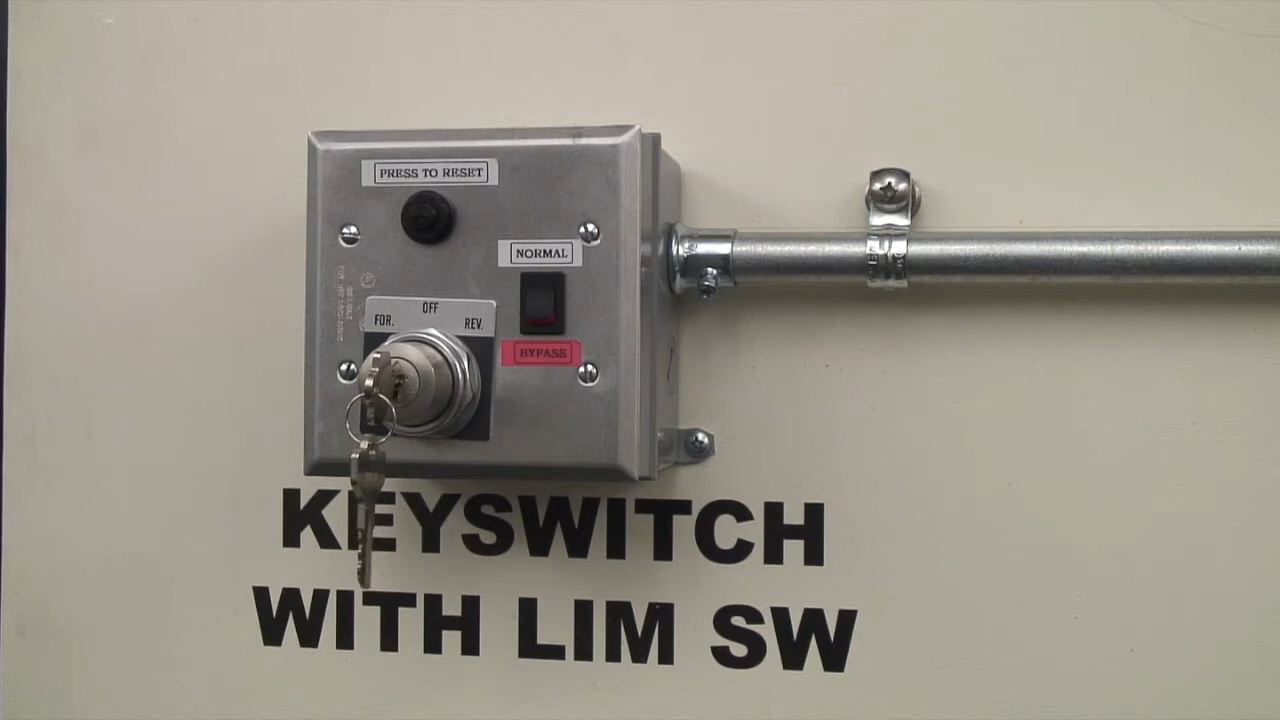 PRESS TO RESET
NORMAL
OFF
FOR. REV.
BYPASS
KEYSWITCH
WITH LIM SW